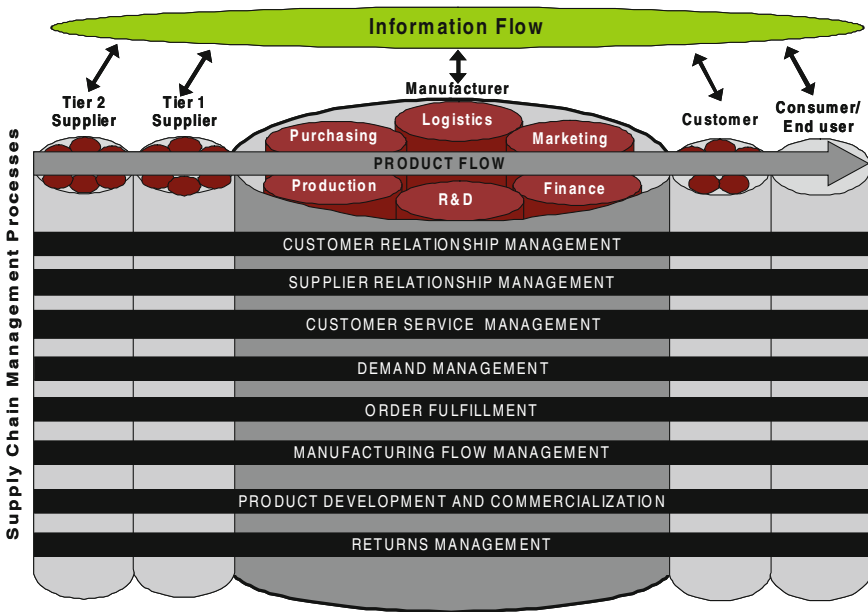 Information Flow
Manufacturer
Tier 2
Supplier
Tier 1
Supplier
Customer
Consumer/
End user
Logistics
Purchasing
Marketing
PRODUCT FLOW
Production
R&D
Finance
Supply Chain Management Processes
CUSTOMER RELATIONSHIP MANAGEMENT
SUPPLIER RELATIONSHIP MANAGEMENT
CUSTOMER SERVICE MANAGEMENT
DEMAND MANAGEMENT
ORDER FULFILLMENT
MANUFACTURING FLOW MANAGEMENT
PRODUCT DEVELOPMENT AND COMMERCIALIZATION
RETURNS MANAGEMENT